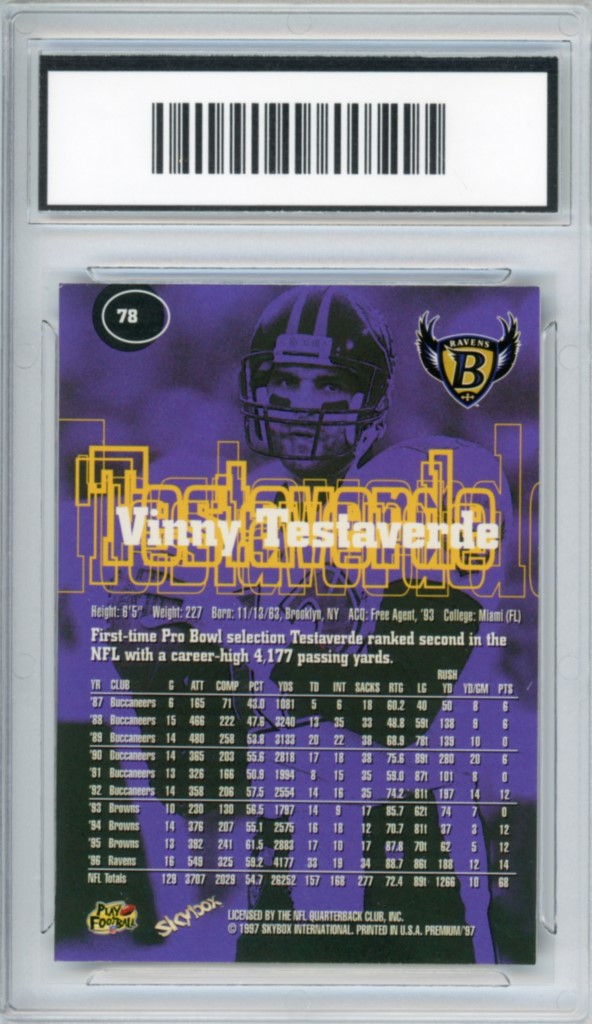 78
RAVENS
B
Testaverde
Vinny Testaverde
Height: 6'5" Weight: 227 Born: 11/13/63, Brooklyn, NY ACQ: Free Agent, '93 College: Miami (FL)
First-time Pro Bowl selection Testaverde ranked second in the
NFL with a career-high 4,177 passing yards.
RUSH
YR CLUB G ATT COMP PCT YDS TD INT SACKS RTG LG YD YD/GM PTS
'87 Buccaneers 6 165 71 43.0 1081 5 6 18 60.2 40 50 8 6
'88 Buccaneers 15 466 222 47.6 3240 13 35 33 48.8 59t 138 9 6
'89 Buccaneers 14 480 258 53.8 3133 20 22 38 68.9 78t 139 10 0
'90 Buccaneers 14 365 203 55.6 2818 17 18 38 75.6 89t 280 20 6
'91 Buccaneers 13 326 166 50.9 1994 8 15 35 59.0 87t 101 8 0
'92 Buccaneers 14 358 206 57.5 2554 14 16 35 74.2 81t 197 14 12
'93 Browns 10 230 130 56.5 1797 14 9 17 85.7 62t 74 7 0
'94 Browns 14 376 207 55.1 2575 16 18 12 70.7 81t 37 3 12
'95 Browns 13 392 241 61.5 2883 17 10 17 87.8 70t 62 5 12
'96 Ravens 16 549 325 59.2 4177 33 19 34 88.7 65t 188 12 14
NFL Totals 129 3707 2029 54.7 26252 157 168 277 72.4 89t 1266 10 68
PLAY
FOOTBALL
SKYBOX
LICENSED BY THE NFL QUARTERBACK CLUB, INC.
© 1997 SKYBOX INTERNATIONAL. PRINTED IN U.S.A. PREMIUM/'97